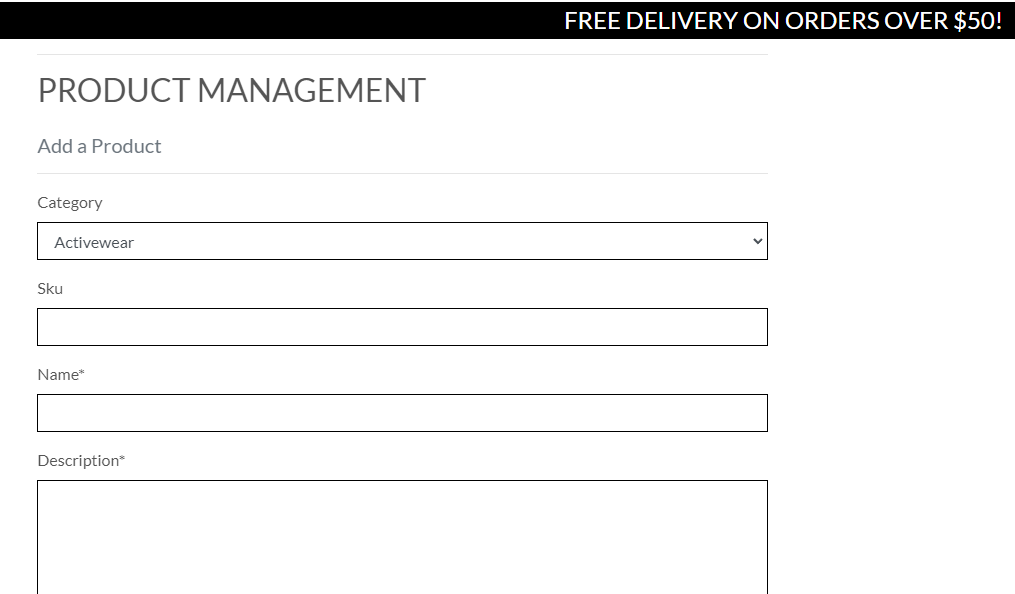 FREE DELIVERY ON ORDERS OVER $50!
PRODUCT MANAGEMENT
Add a Product
Category
Activewear
Sku
Name*
Description*